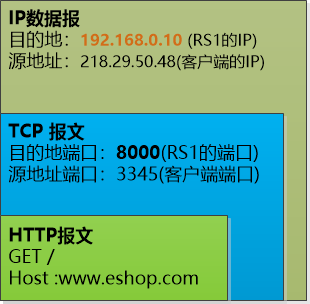 IP数据报
目的地：192.168.0.10 (RS1的IP)
源地址：218.29.50.48(客户端的IP)
TCP 报文
目的地端口：8000(RS1的端口)
源地址端口：3345(客户端端口)
HTTP报文
GET /
Host :www.eshop.com